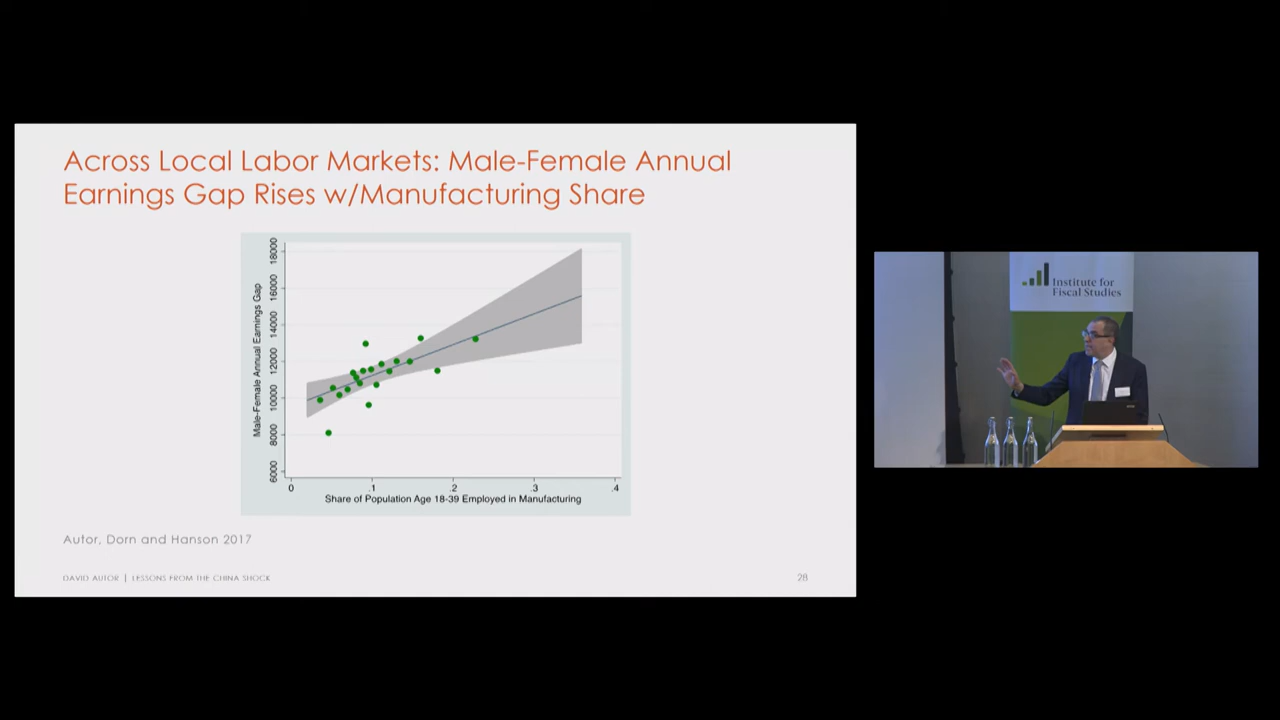 Across Local Labor Markets: Male-Female Annual
Earnings Gap Rises w/Manufacturing Share
Male-Female Annual Earnings Gap
18000
16000
14000
12000
10000
8000
6000
0
.1
.2
.3
.4
Share of Population Age 18-39 Employed in Manufacturing
Autor, Dorn and Hanson 2017
DAVID AUTOR | LESSONS FROM THE CHINA SHOCK
28
Institute for
Fiscal Studies